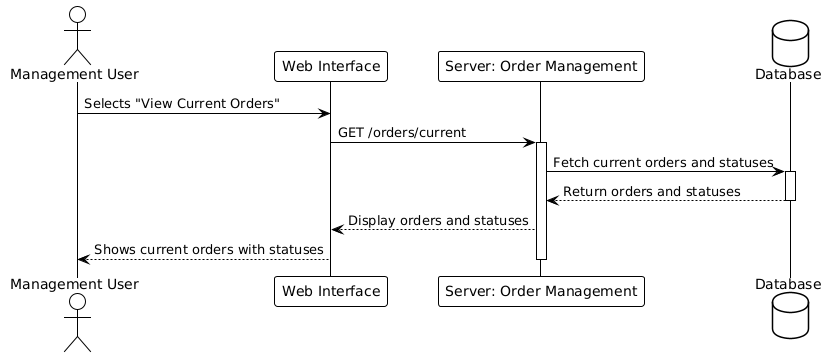 Management User
Web Interface
Server: Order Management
Database
Selects "View Current Orders"
GET /orders/current
Fetch current orders and statuses
Return orders and statuses
Display orders and statuses
Shows current orders with statuses
Management User
Web Interface
Server: Order Management
Database